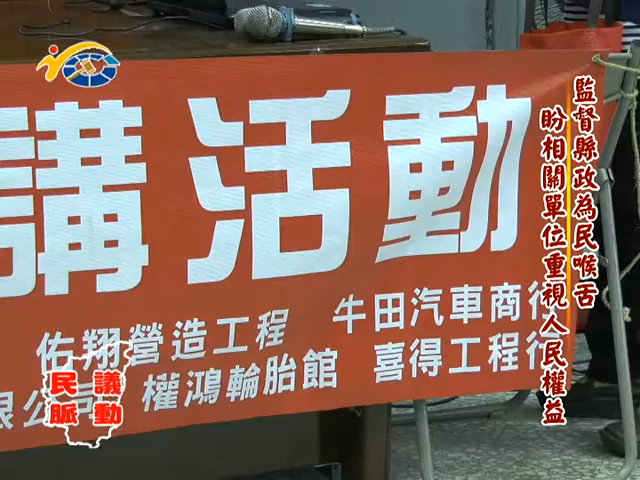 監督縣政為民喉舌
盼相關單位重視人民權益
講活動
佑翔營造工程 牛田汽車商行
限公司 權鴻輪胎館 喜得工程行
民議
脈動